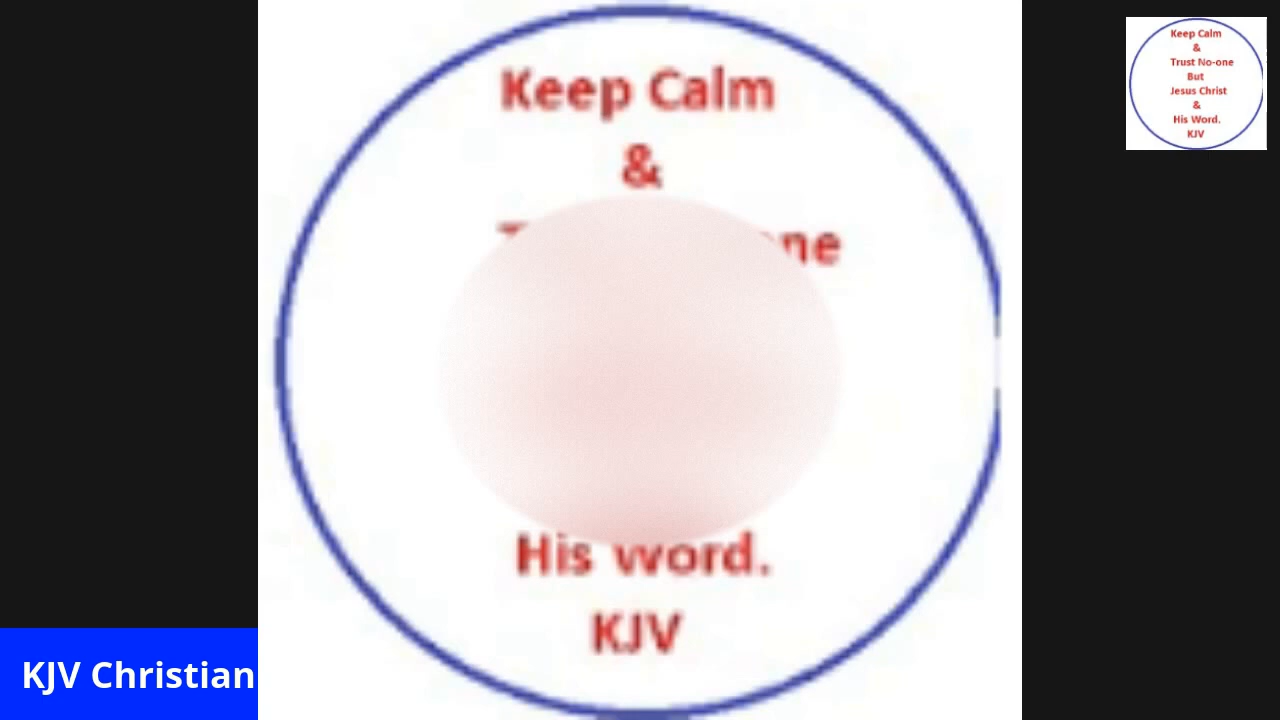 Keep Calm
&
ne
His Word.
KJV
KJV Christian
Keep Calm
&
Trust No-one
But
Jesus Christ
&
His Word.
KJV